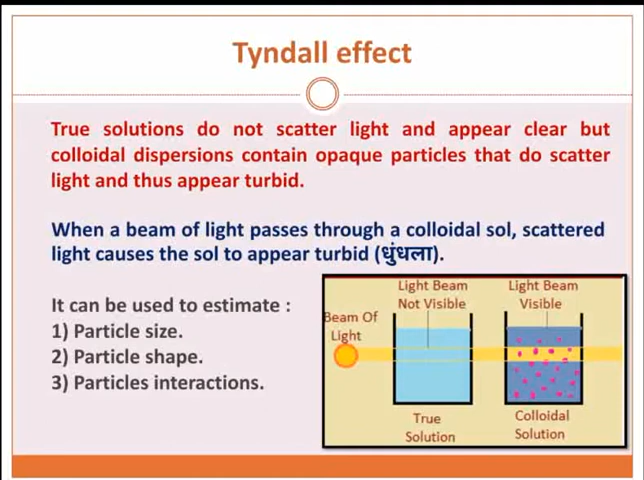 Tyndall effect
True solutions do not scatter light and appear clear but
colloidal dispersions contain opaque particles that do scatter
light and thus appear turbid.
When a beam of light passes through a colloidal sol, scattered
light causes the sol to appear turbid (धुंधला).
It can be used to estimate :
1) Particle size.
2) Particle shape.
3) Particles interactions.
Light Beam
Not Visible
Light Beam
Visible
Beam Of
Light
True
Solution
Colloidal
Solution